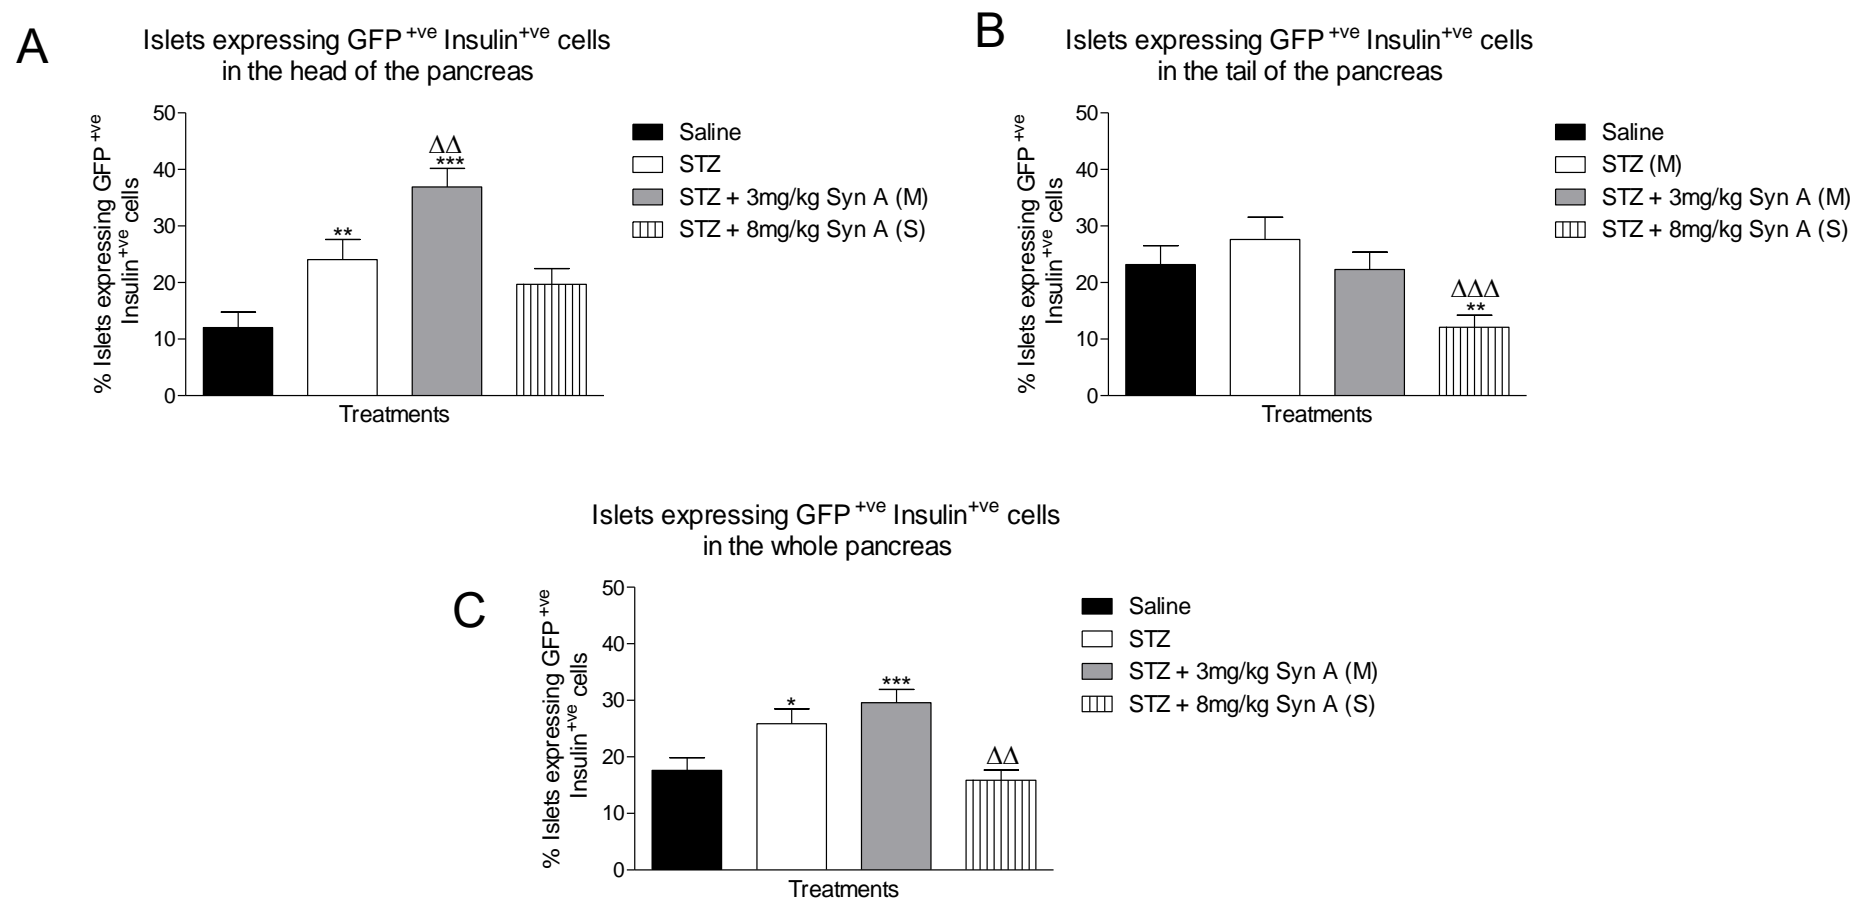 A
Islets expressing GFP+ve Insulin+ve cells
in the head of the pancreas
% Islets expressing GFP+ve
Insulin+ve cells
50
40
30
20
10
0
**
ΔΔ
***
Treatments
Saline
STZ
STZ + 3mg/kg Syn A (M)
STZ + 8mg/kg Syn A (S)
B
Islets expressing GFP+ve Insulin+ve cells
in the tail of the pancreas
% Islets expressing GFP+ve
Insulin+ve cells
50
40
30
20
10
0
ΔΔΔ
**
Treatments
Saline
STZ (M)
STZ + 3mg/kg Syn A (M)
STZ + 8mg/kg Syn A (S)
C
Islets expressing GFP+ve Insulin+ve cells
in the whole pancreas
% Islets expressing GFP+ve
Insulin+ve cells
50
40
30
20
10
0
*
***
ΔΔ
Treatments
Saline
STZ
STZ + 3mg/kg Syn A (M)
STZ + 8mg/kg Syn A (S)